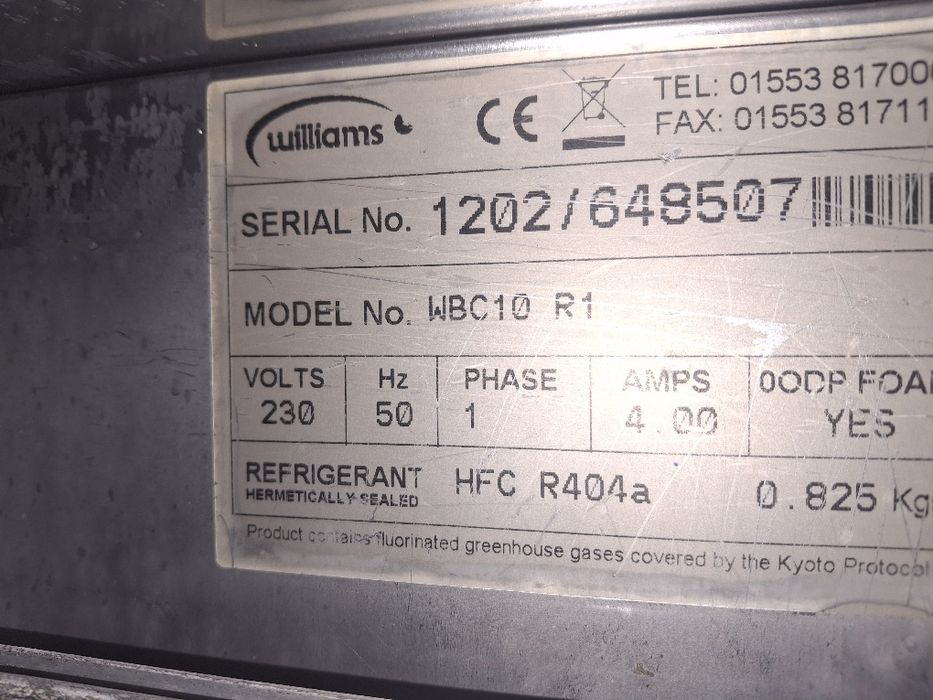 williams CE TEL: 01553 81700
FAX: 01553 81711
SERIAL No. 1202/648507
MODEL No. WBC10 R1
VOLTS Hz PHASE AMPS 0ODP FOA
230 50 1 4.00 YES
REFRIGERANT HFC R404a 0.825 Kg
HERMETICALLY SEALED
Product contains fluorinated greenhouse gases covered by the Kyoto Protocol